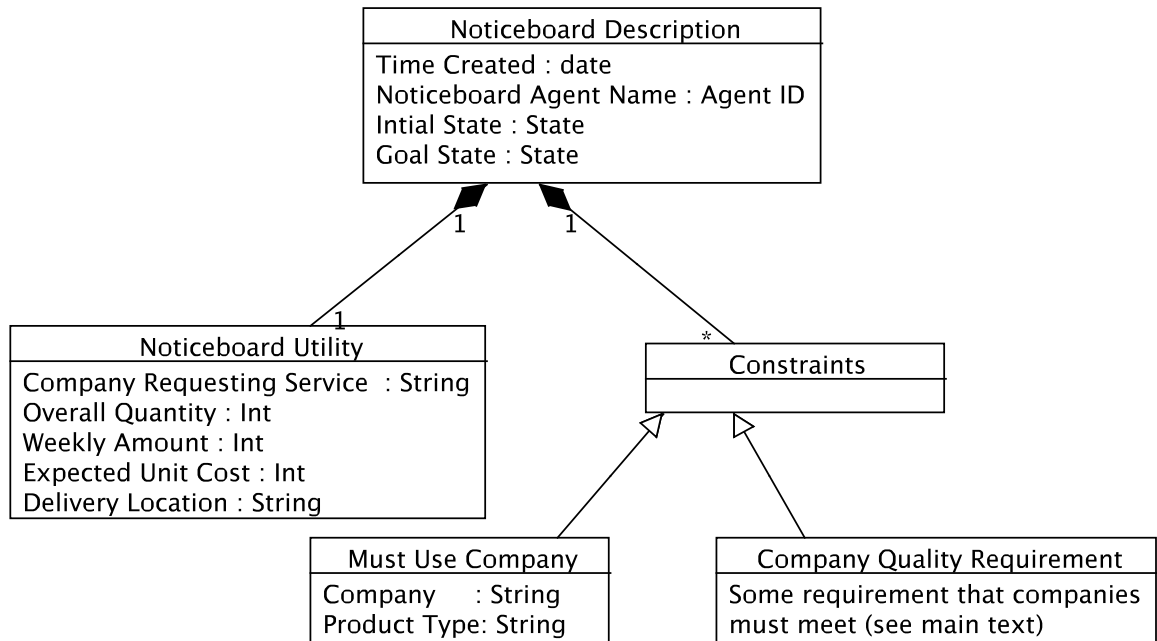 Noticeboard Description
Time Created : date
Noticeboard Agent Name : Agent ID
Intial State : State
Goal State : State
1
1
1
*
Noticeboard Utility
Company Requesting Service : String
Overall Quantity : Int
Weekly Amount : Int
Expected Unit Cost : Int
Delivery Location : String
Constraints
Must Use Company
Company : String
Product Type: String
Company Quality Requirement
Some requirement that companies
must meet (see main text)